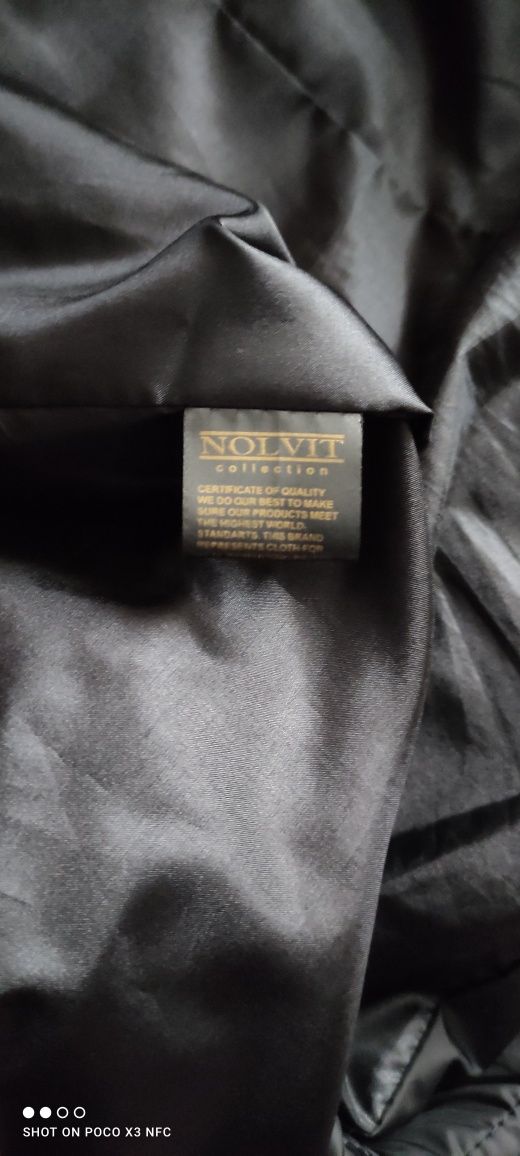 NOLVIT
collection
CERTIFICATE OF QUALITY
WE DO OUR BEST TO MAKE
SURE OUR PRODUCTS MEET
THE HIGHEST WORLD.
STANDARTS. THIS BRAND
REPRESENTS CLOTH FOR
SHOT ON POCO X3 NFC